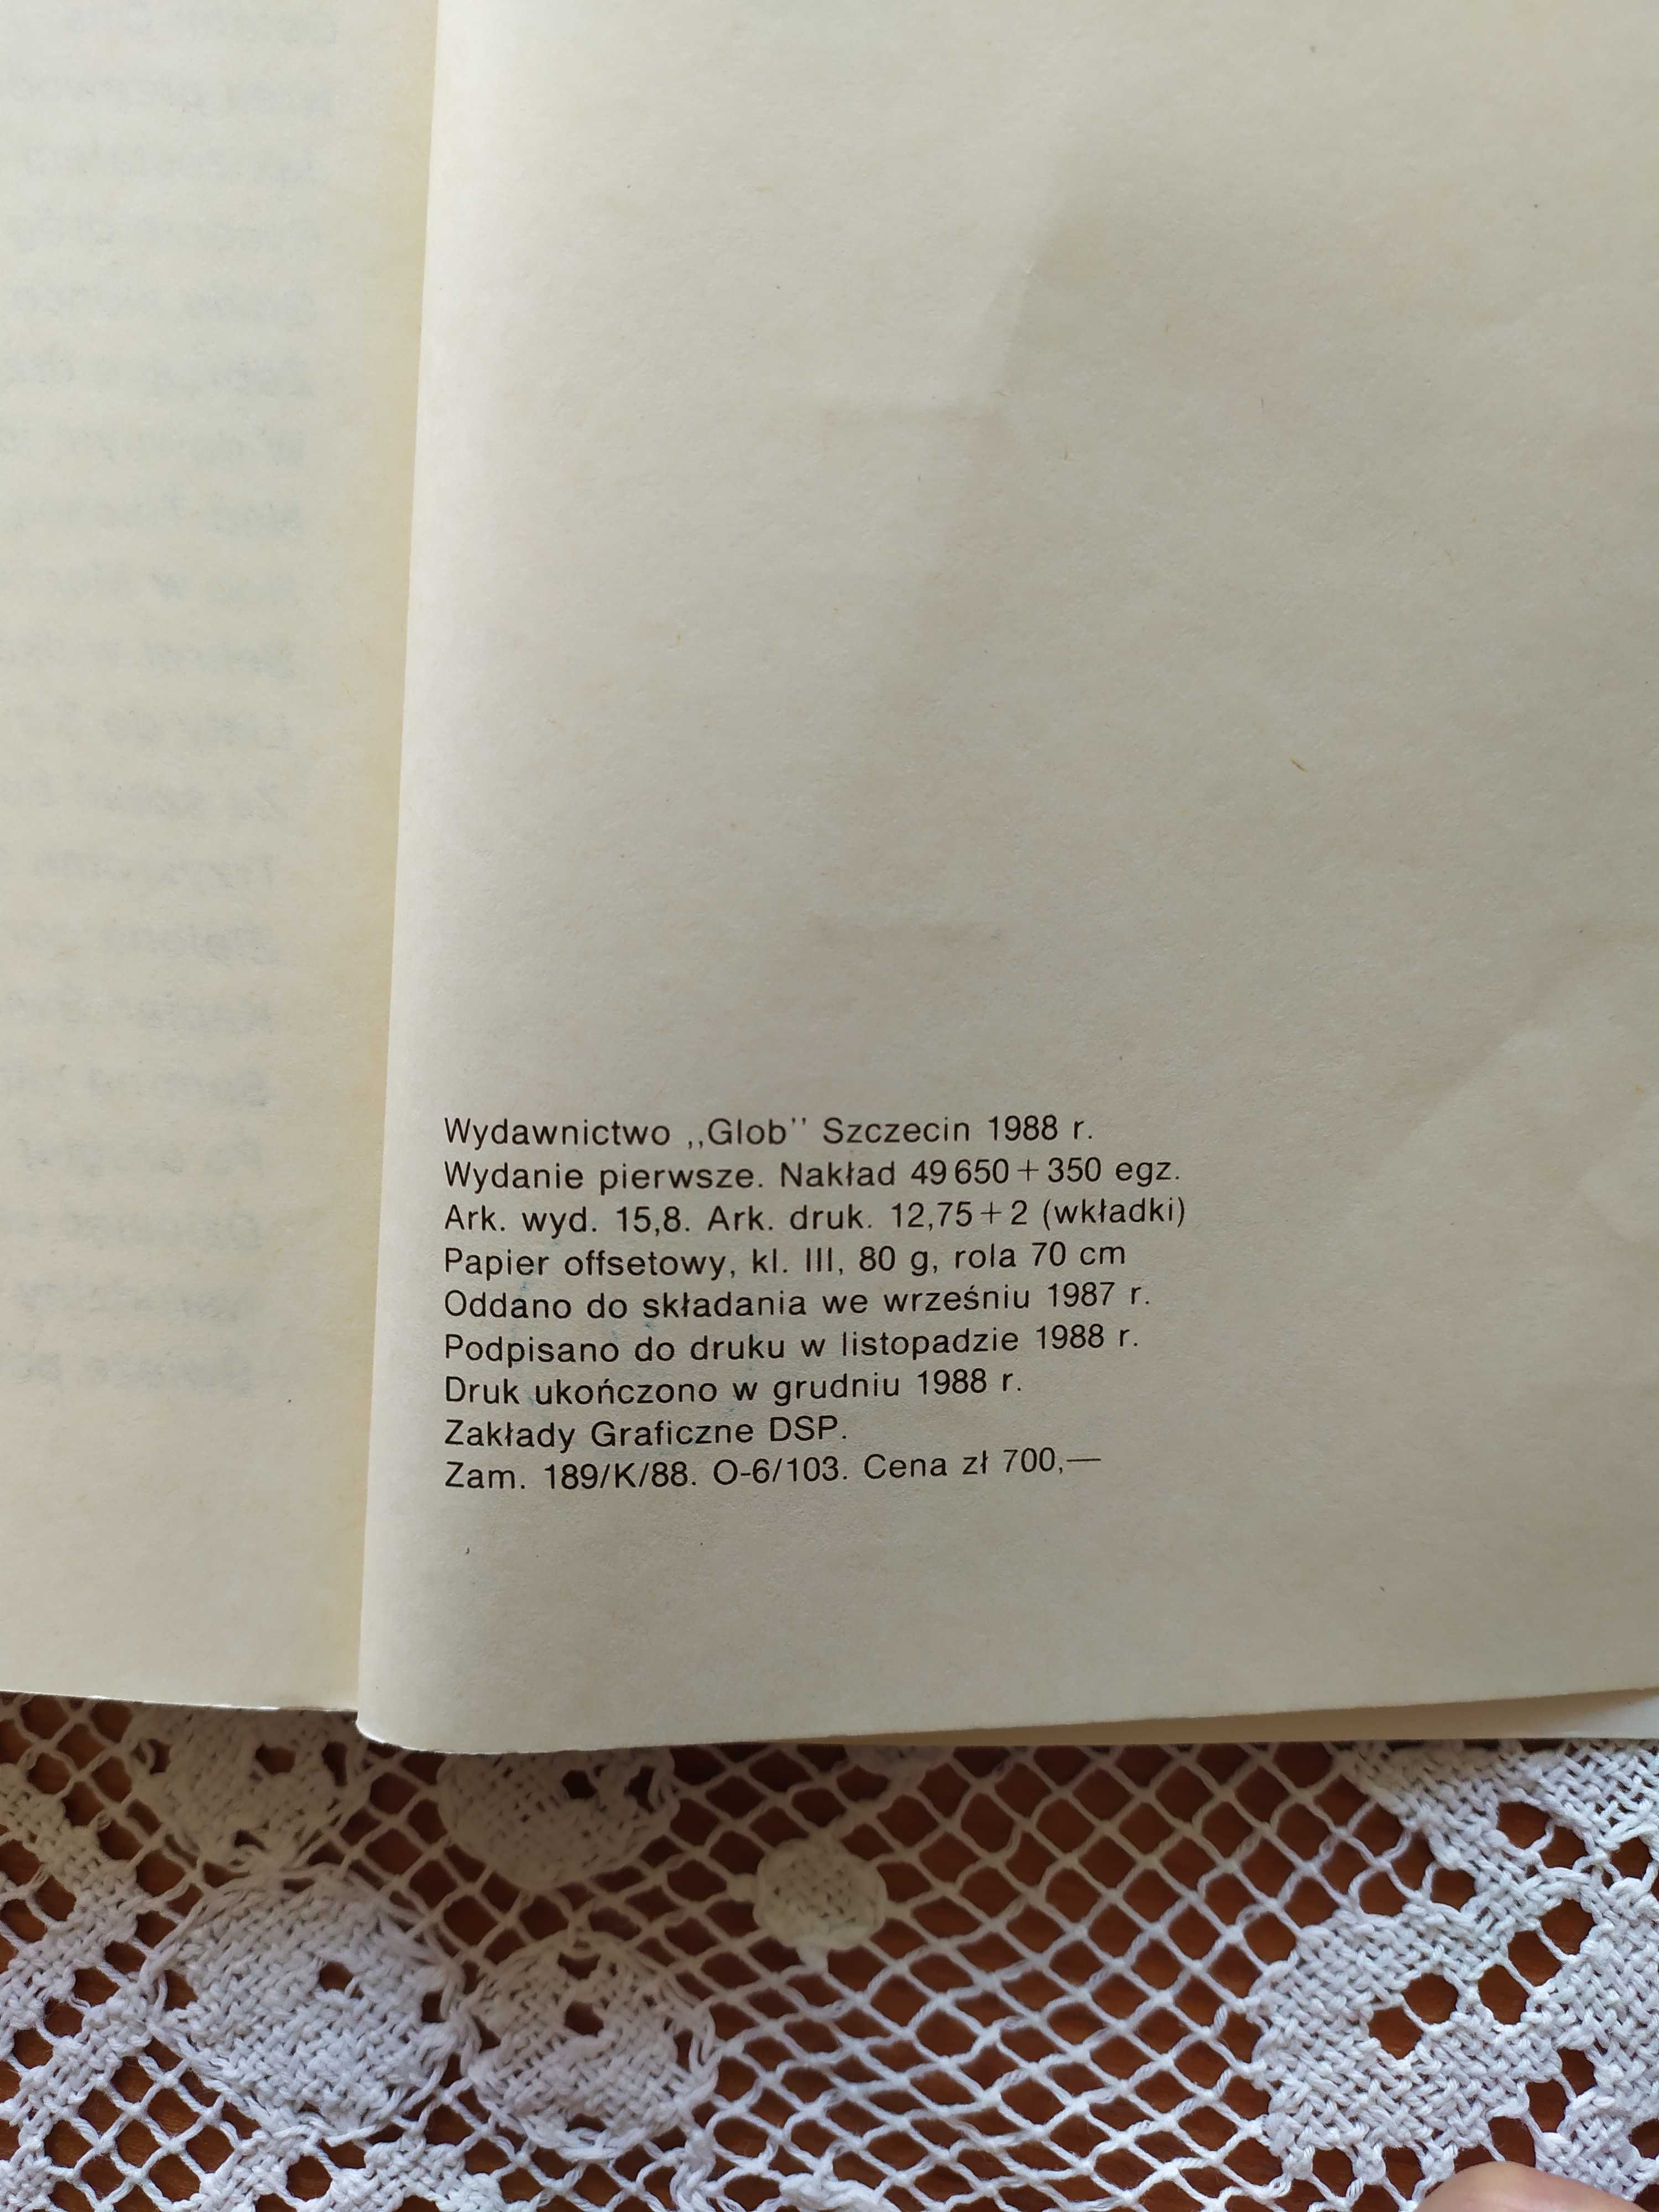 Wydawnictwo ,,Glob'' Szczecin 1988 r.
Wydanie pierwsze. Nakład 49 650 + 350 egz.
Ark. wyd. 15,8. Ark. druk. 12,75 + 2 (wkładki)
Papier offsetowy, kl. III, 80 g, rola 70 cm
Oddano do składania we wrześniu 1987 r.
Podpisano do druku w listopadzie 1988 r.
Druk ukończono w grudniu 1988 r.
Zakłady Graficzne DSP.
Zam. 189/K/88. O-6/103. Cena zł 700,—